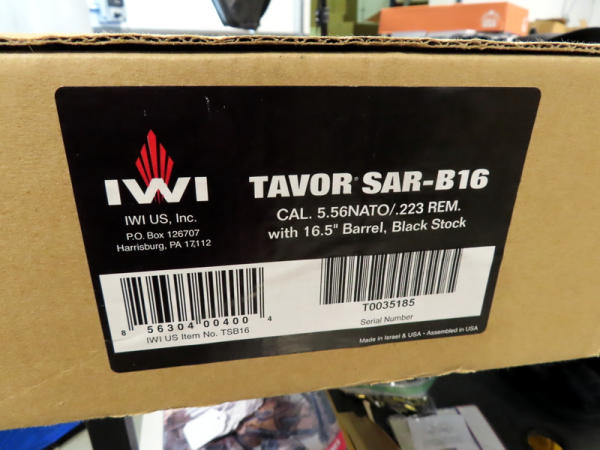 IWI
IWI US, Inc.
P.O. Box 126707
Harrisburg, PA 17112
TAVOR® SAR-B16
CAL. 5.56NATO/.223 REM.
with 16.5" Barrel, Black Stock
8 56304 00400 4
IWI US Item No. TSB16
T0035185
Serial Number
Made in Israel & USA • Assembled in USA